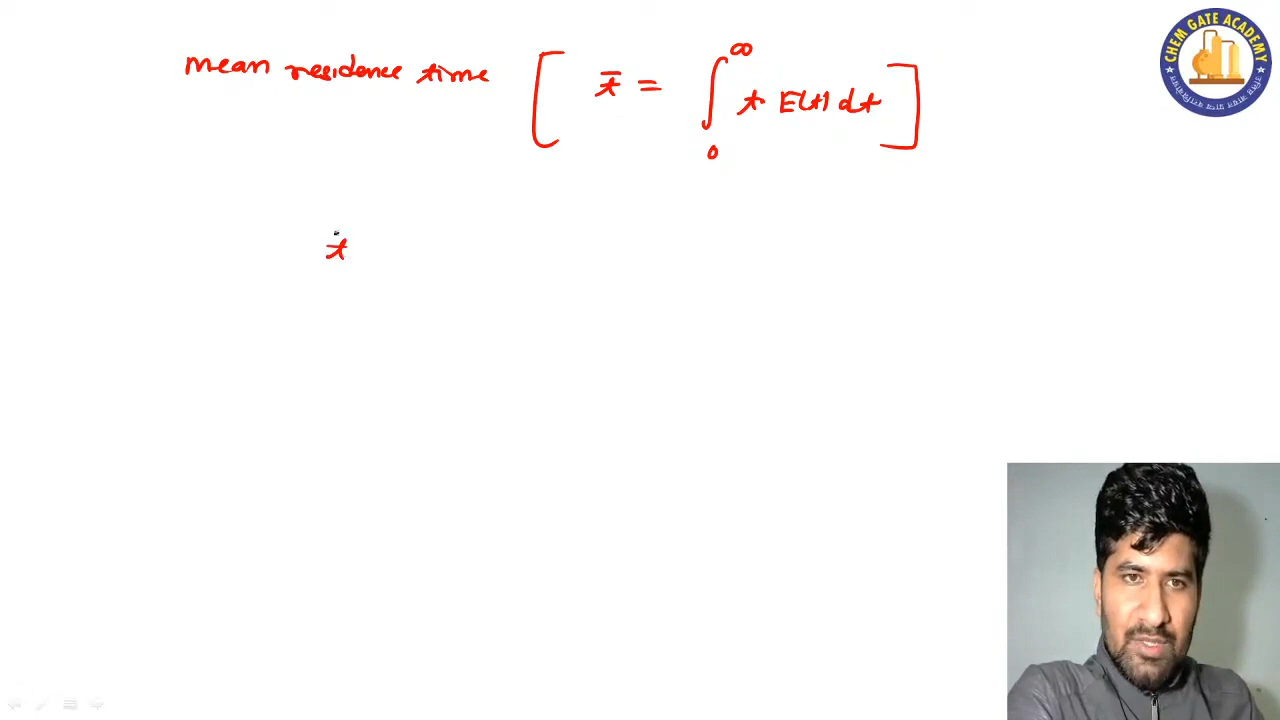 mean residence time [ t̄ = ∫₀^∞ t E(t) dt ]
t
CHEM GATE ACADEMY